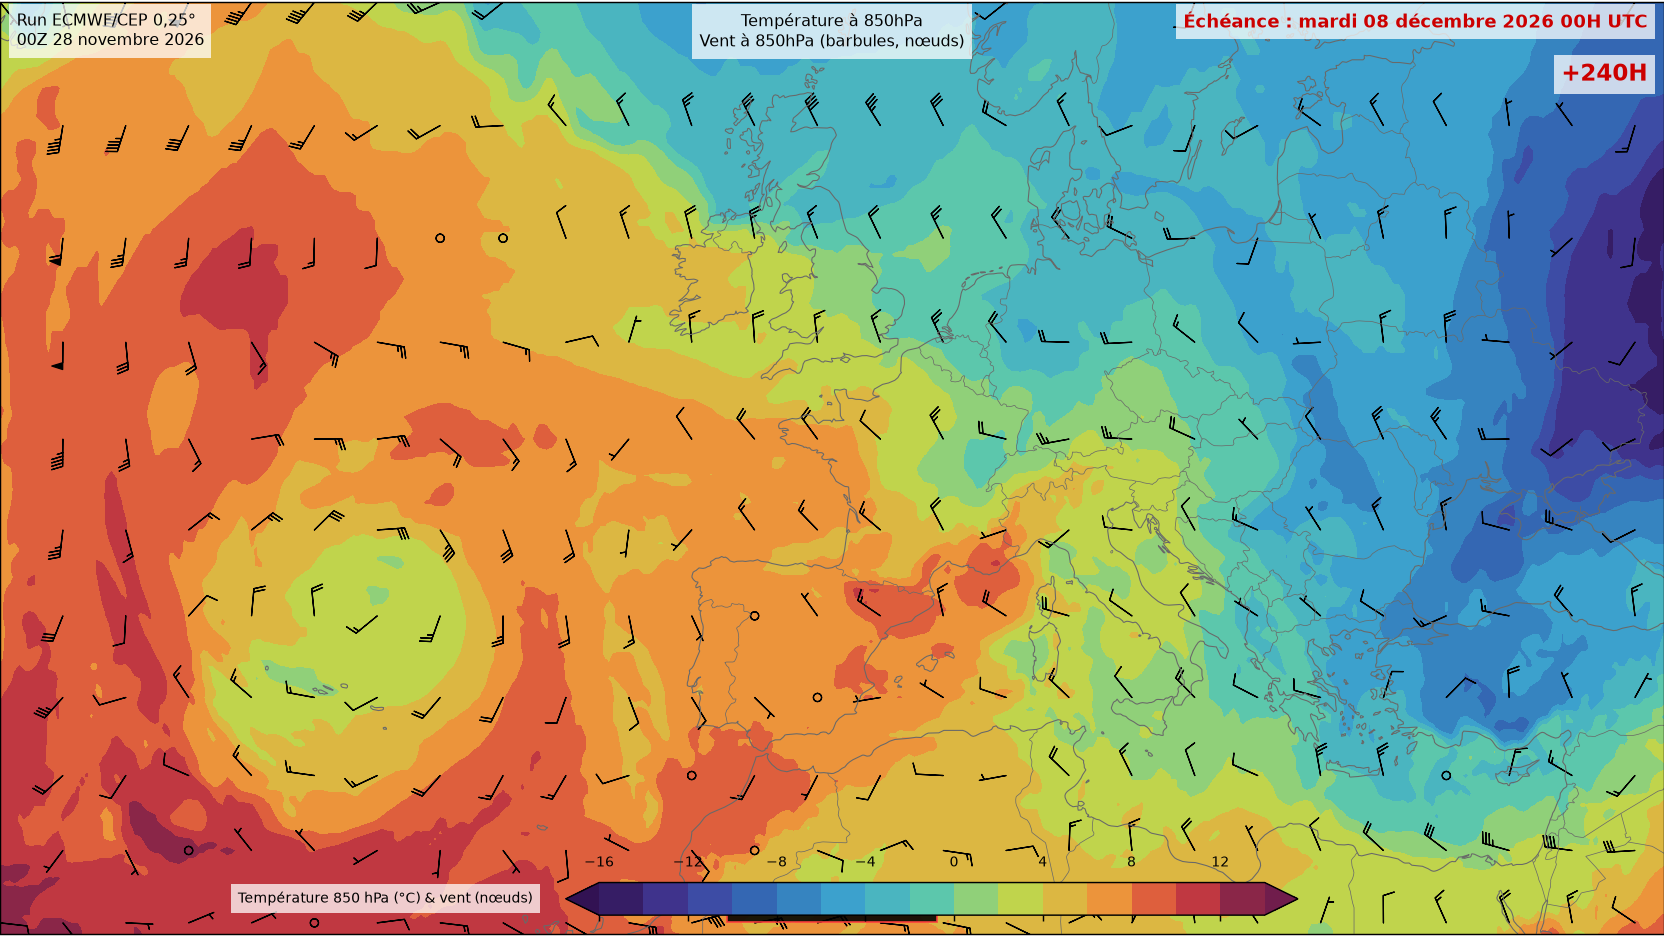 Run ECMWF/CEP 0,25°
00Z 28 novembre 2026
Température à 850hPa
Vent à 850hPa (barbules, nœuds)
Échéance : mardi 08 décembre 2026 00H UTC
+240H
−16 −12 −8 −4 0 4 8 12
Température 850 hPa (°C) & vent (nœuds)